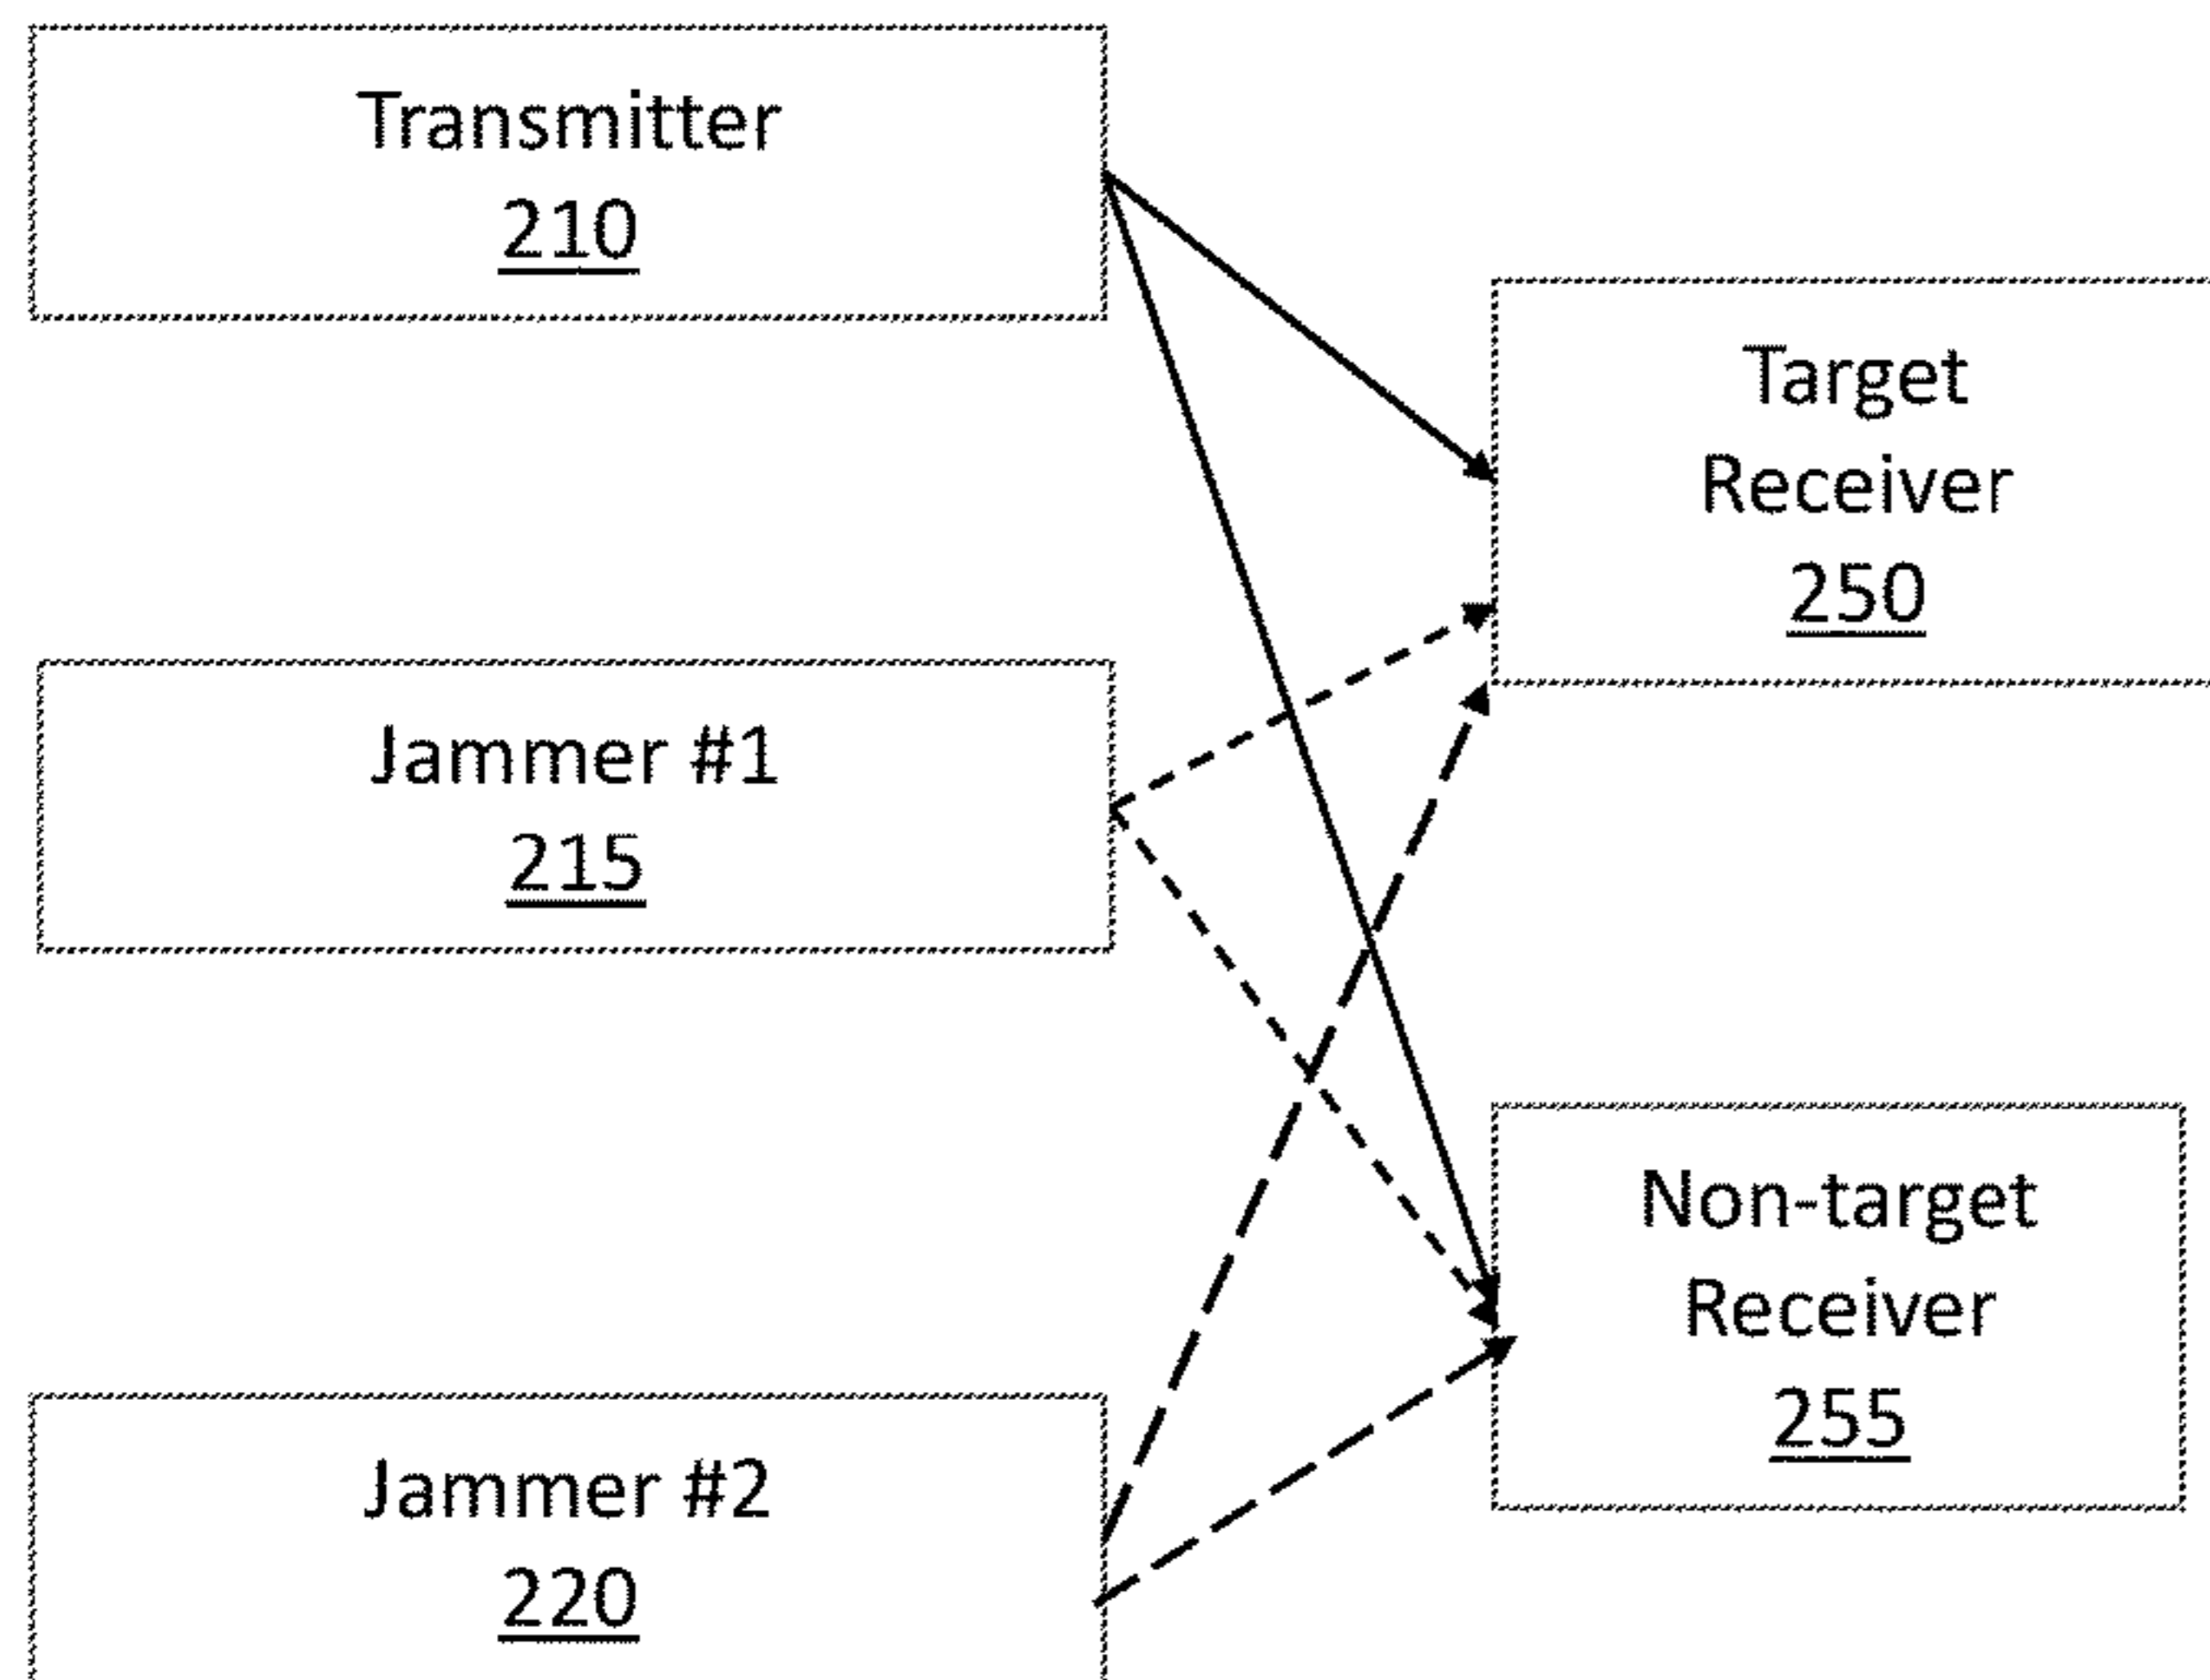 Transmitter
210
Target
Receiver
250
Jammer #1
215
Non-target
Receiver
255
Jammer #2
220